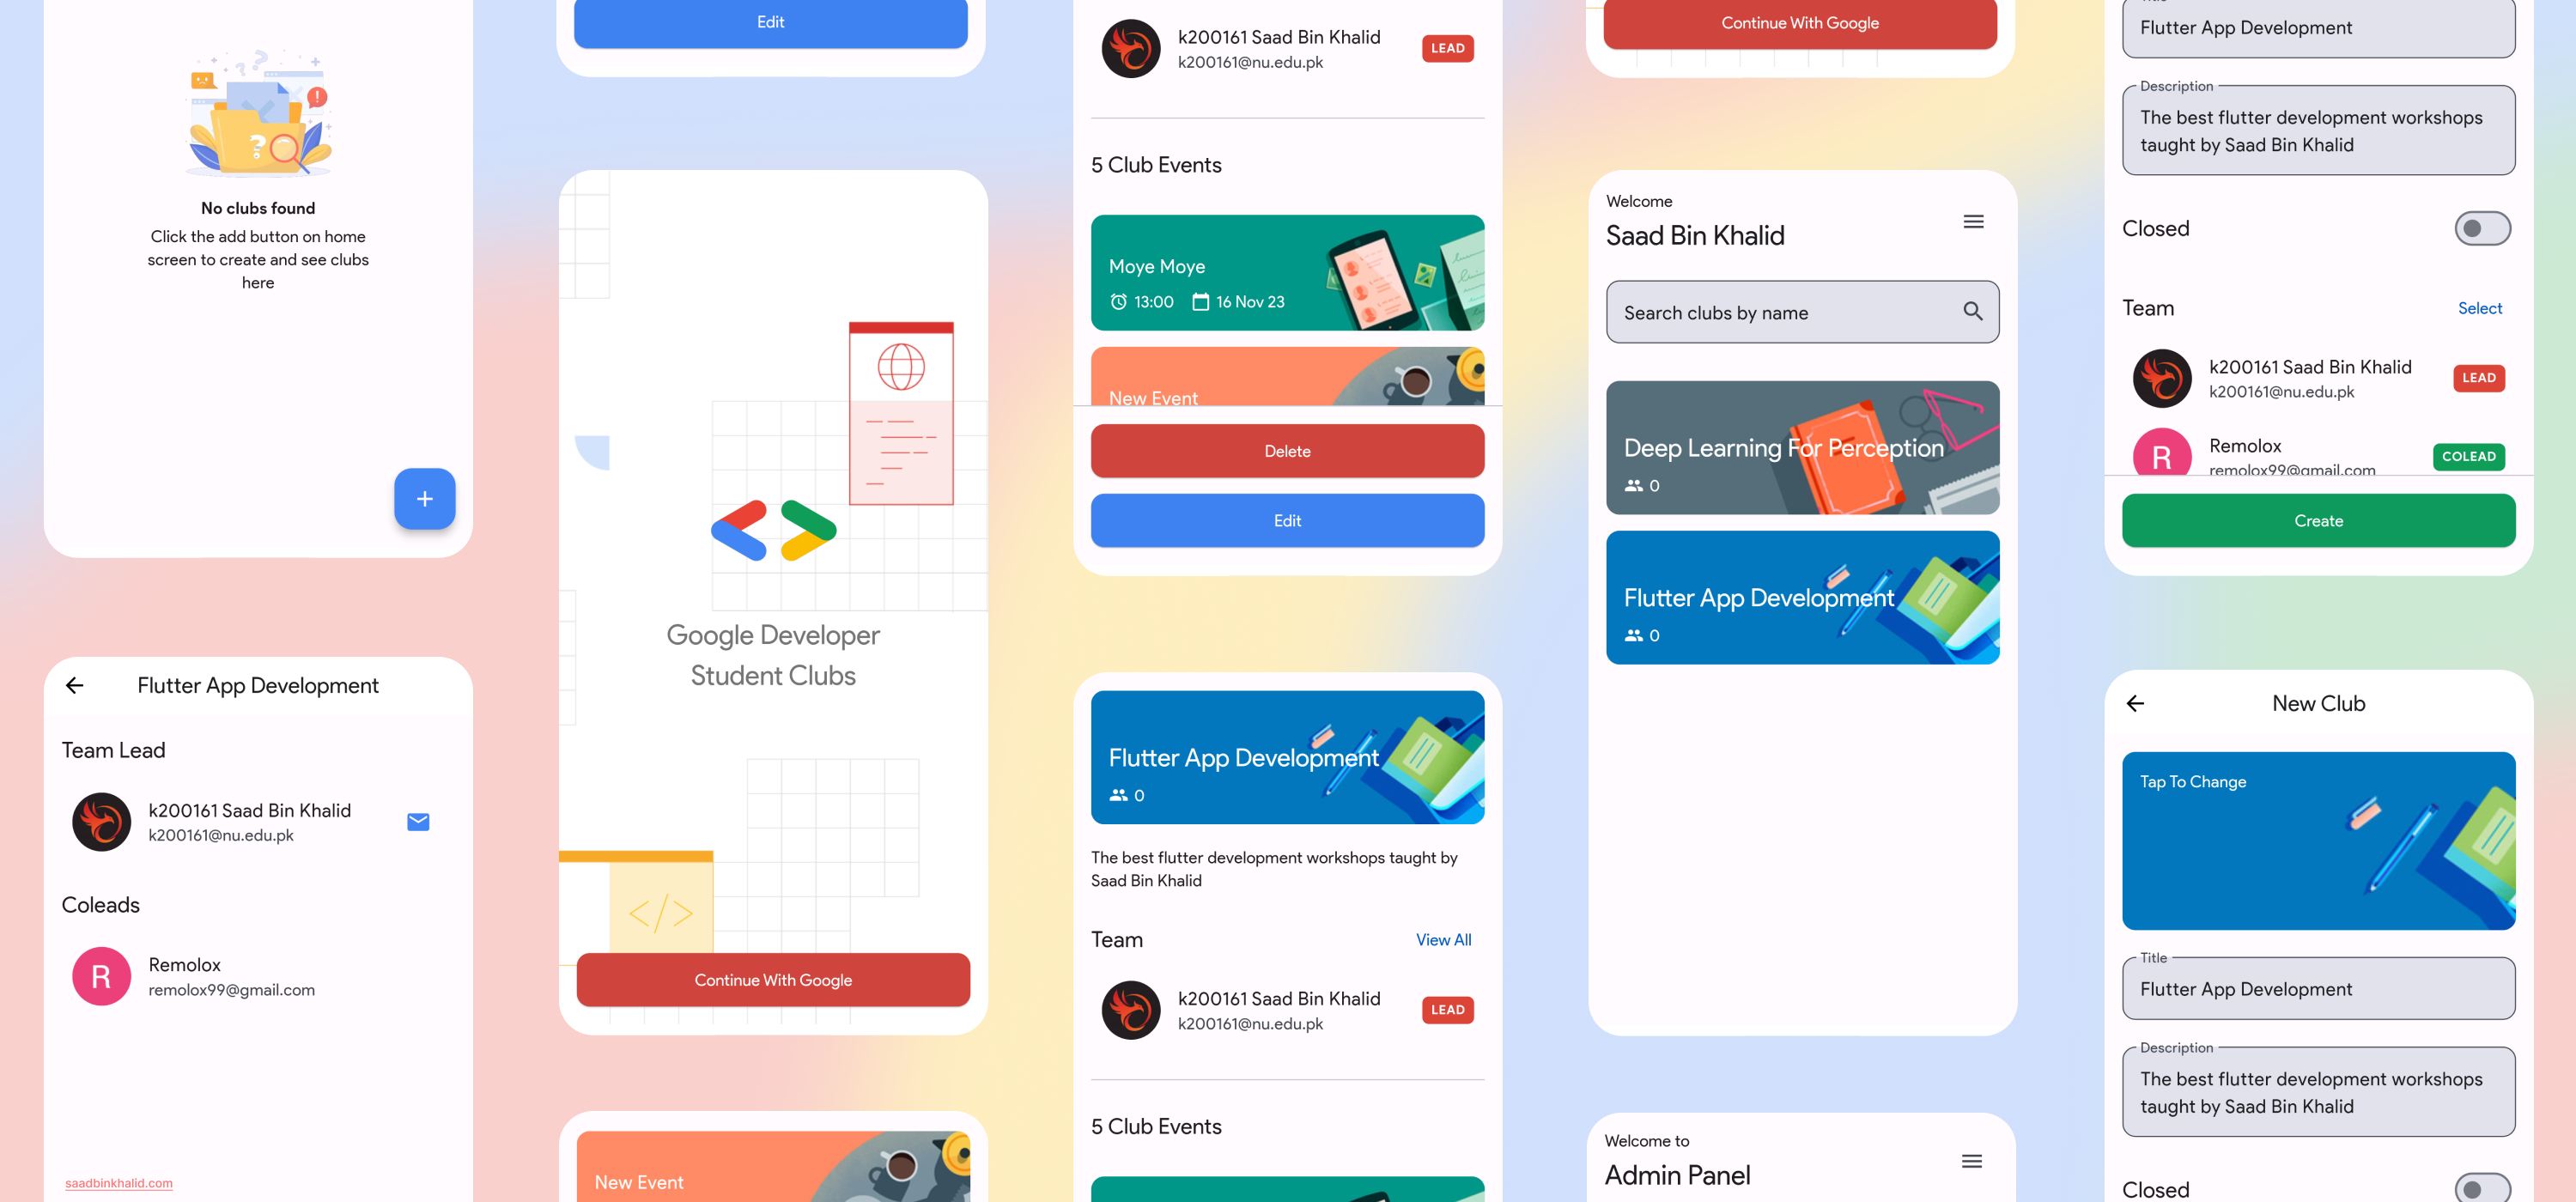 No clubs found
Click the add button on home
screen to create and see clubs
here
Flutter App Development
Team Lead
k200161 Saad Bin Khalid
k200161@nu.edu.pk
Coleads
R
Remolox
remolox99@gmail.com
saadbinkhalid.com
Edit
Google Developer
Student Clubs
</>
Continue With Google
New Event
k200161 Saad Bin Khalid
k200161@nu.edu.pk
LEAD
5 Club Events
Moye Moye
13:00 16 Nov 23
New Event
Delete
Edit
Flutter App Development
0
The best flutter development workshops taught by
Saad Bin Khalid
Team
View All
k200161 Saad Bin Khalid
k200161@nu.edu.pk
LEAD
5 Club Events
Continue With Google
Welcome
Saad Bin Khalid
Search clubs by name
Deep Learning For Perception
0
Flutter App Development
0
Welcome to
Admin Panel
Flutter App Development
Description
The best flutter development workshops
taught by Saad Bin Khalid
Closed
Team
Select
k200161 Saad Bin Khalid
k200161@nu.edu.pk
LEAD
R
Remolox
remolox99@gmail.com
COLEAD
Create
New Club
Tap To Change
Title
Flutter App Development
Description
The best flutter development workshops
taught by Saad Bin Khalid
Closed